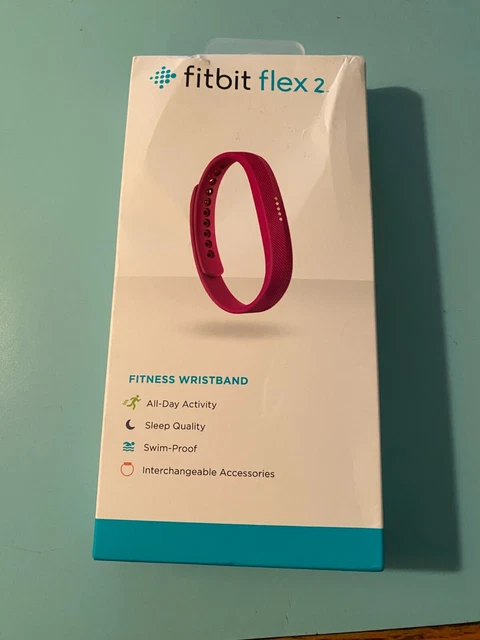 fitbit flex 2
FITNESS WRISTBAND
All-Day Activity
Sleep Quality
Swim-Proof
Interchangeable Accessories